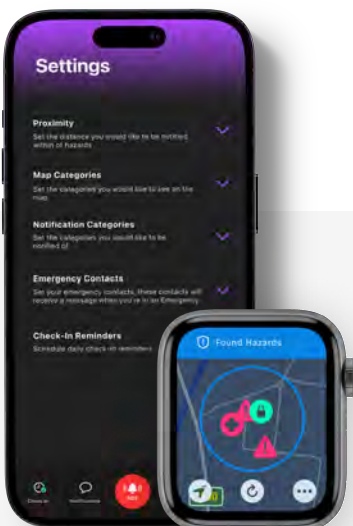 Settings
Proximity
Set the distance you would like to be notified
within of hazards
Map Categories
Set the categories you would like to see on the
map
Notification Categories
Set the categories you would like to be
notified of
Emergency Contacts
Set your emergency contacts, these contacts will
receive a message when you're in an Emergency
Check-In Reminders
Schedule daily check-in reminders
Found Hazards
Check In
Notifications